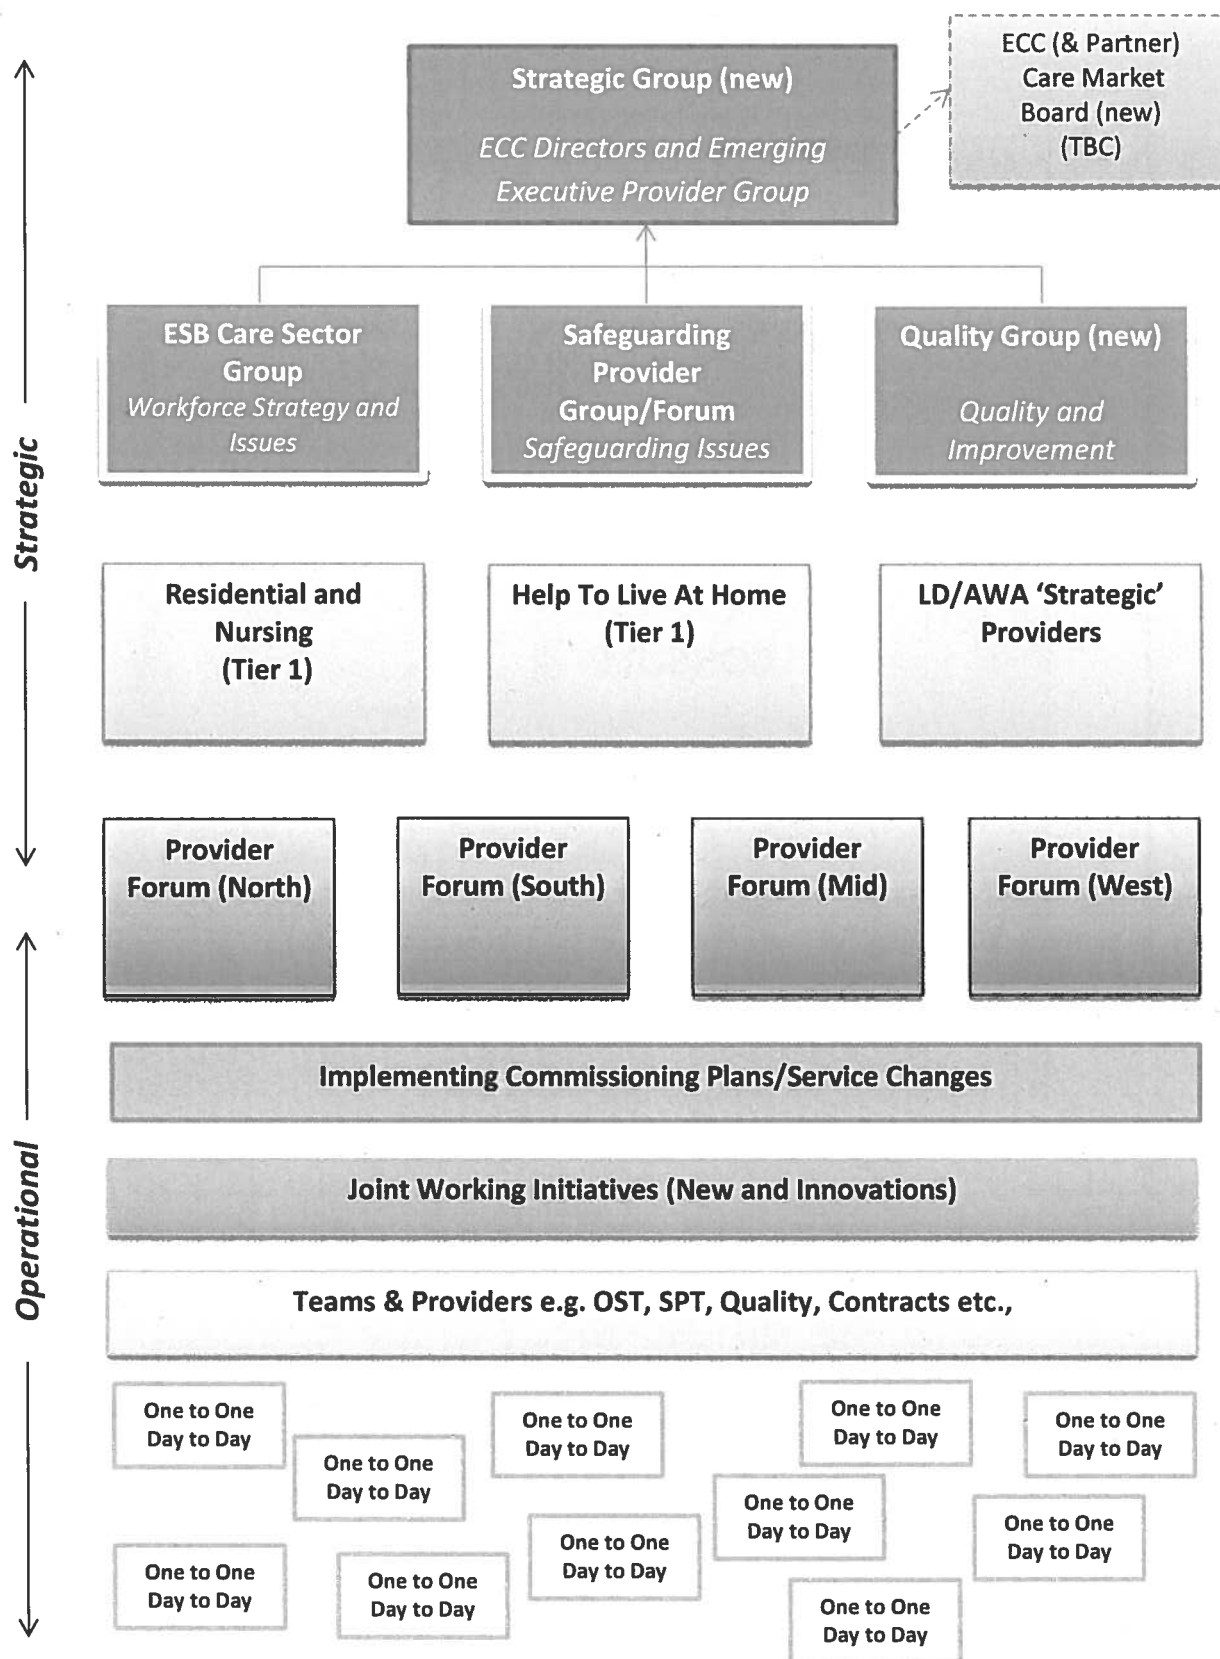 Strategic Group (new)
ECC Directors and Emerging
Executive Provider Group
ECC (& Partner)
Care Market
Board (new)
(TBC)
Strategic
ESB Care Sector
Group
Workforce Strategy and
Issues
Safeguarding
Provider
Group/Forum
Safeguarding Issues
Quality Group (new)
Quality and
Improvement
Residential and
Nursing
(Tier 1)
Help To Live At Home
(Tier 1)
LD/AWA ‘Strategic’
Providers
Provider
Forum (North)
Provider
Forum (South)
Provider
Forum (Mid)
Provider
Forum (West)
Operational
Implementing Commissioning Plans/Service Changes
Joint Working Initiatives (New and Innovations)
Teams & Providers e.g. OST, SPT, Quality, Contracts etc.,
One to One
Day to Day
One to One
Day to Day
One to One
Day to Day
One to One
Day to Day
One to One
Day to Day
One to One
Day to Day
One to One
Day to Day
One to One
Day to Day
One to One
Day to Day
One to One
Day to Day
One to One
Day to Day